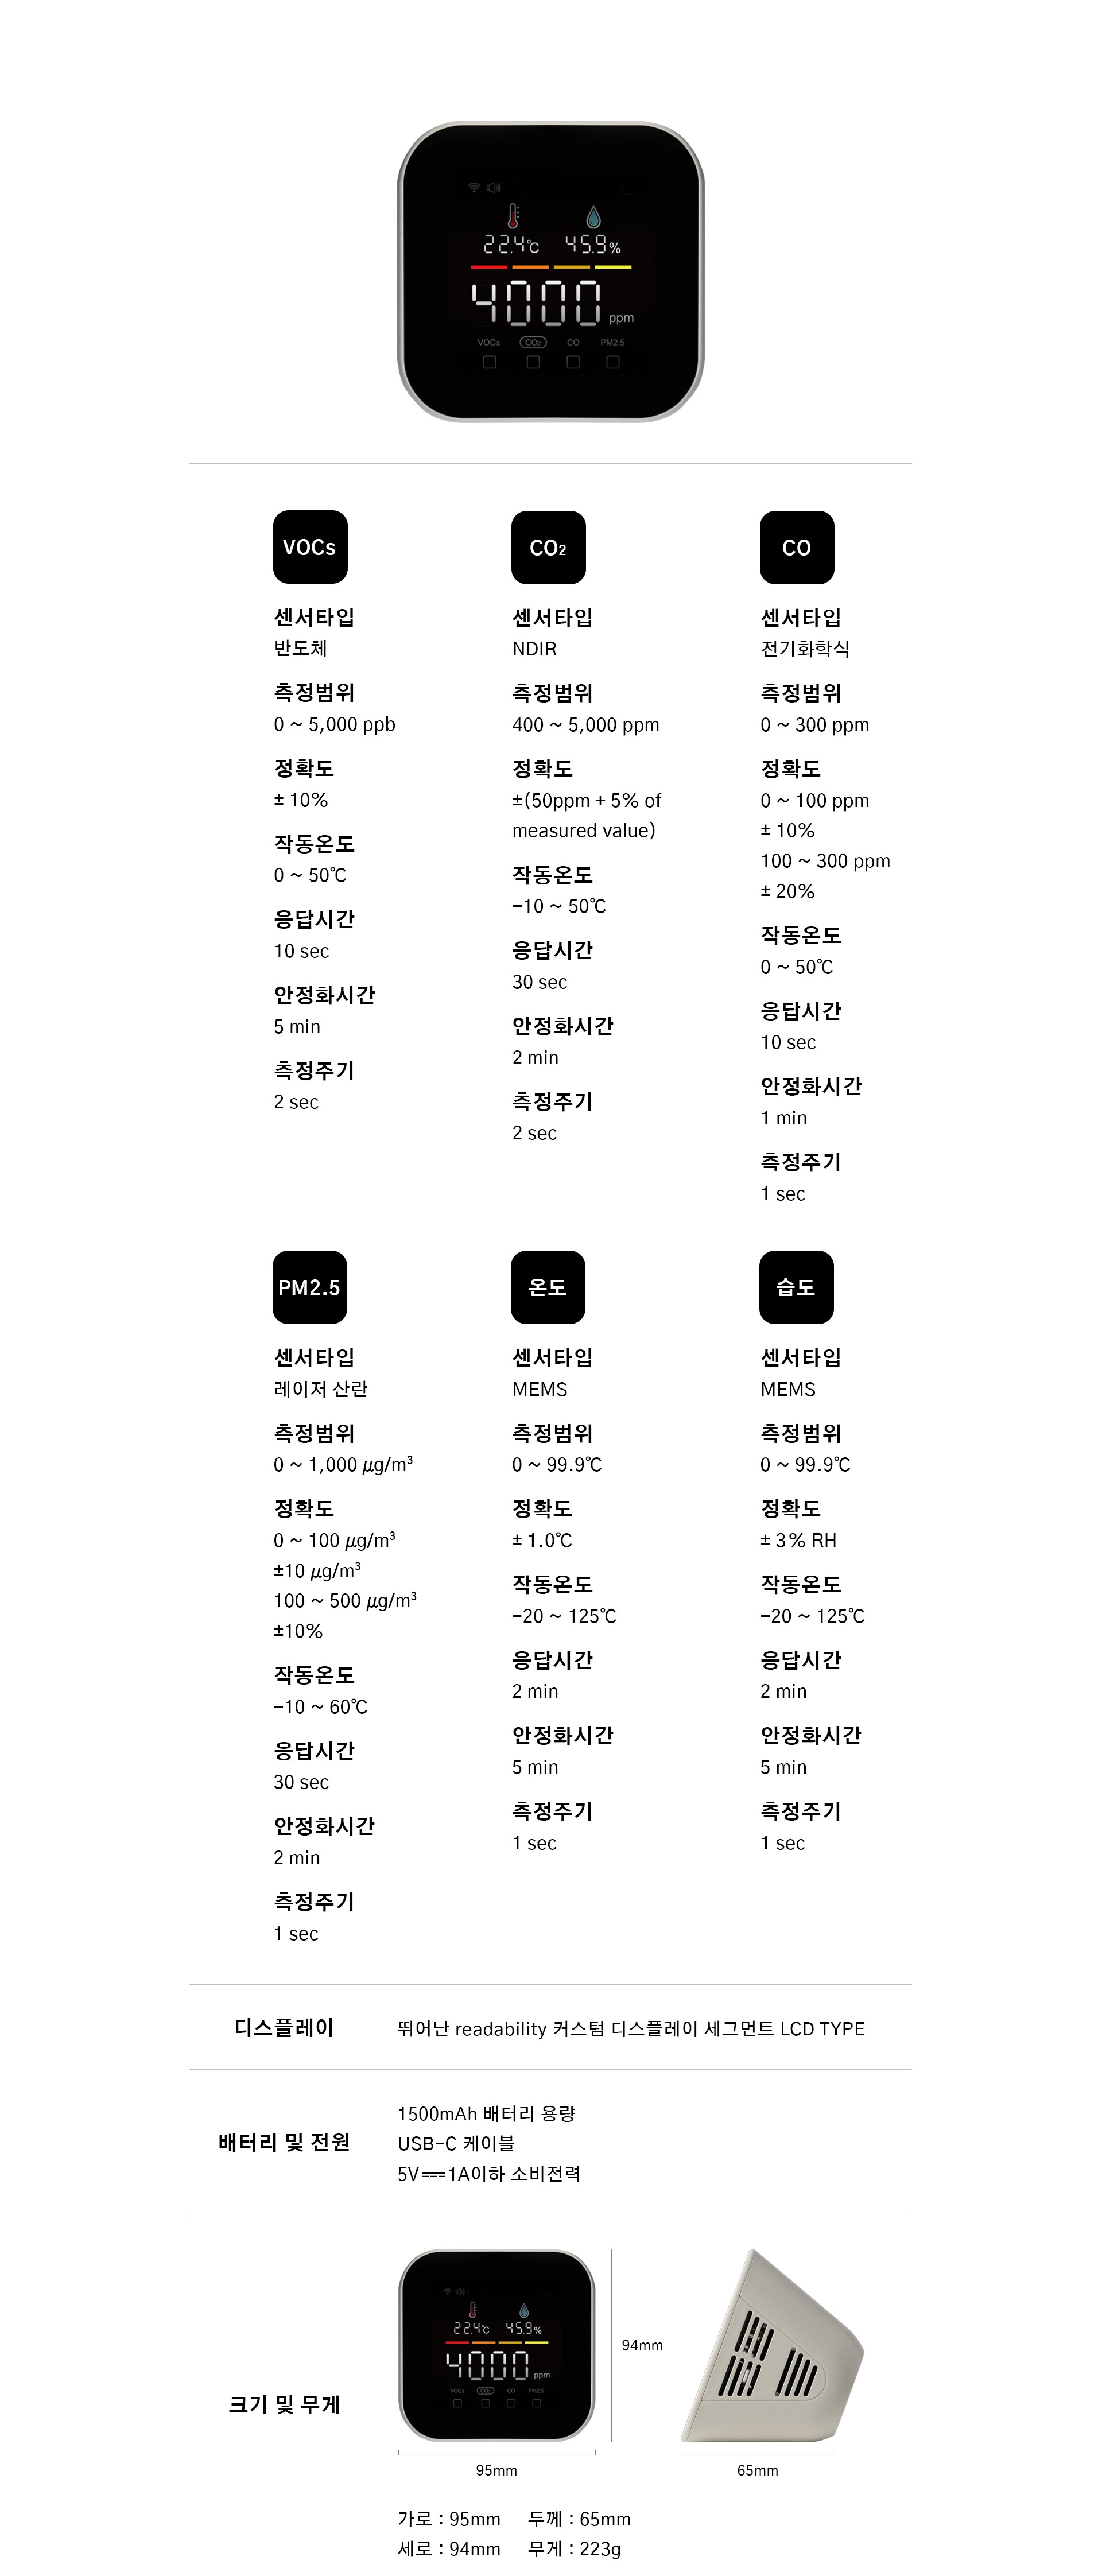 22.4℃ 45.9%
4000 ppm
VOCs CO₂ CO PM2.5
VOCs
센서타입
반도체
측정범위
0 ~ 5,000 ppb
정확도
± 10%
작동온도
0 ~ 50℃
응답시간
10 sec
안정화시간
5 min
측정주기
2 sec
CO₂
센서타입
NDIR
측정범위
400 ~ 5,000 ppm
정확도
±(50ppm + 5% of
measured value)
작동온도
-10 ~ 50℃
응답시간
30 sec
안정화시간
2 min
측정주기
2 sec
CO
센서타입
전기화학식
측정범위
0 ~ 300 ppm
정확도
0 ~ 100 ppm
± 10%
100 ~ 300 ppm
± 20%
작동온도
0 ~ 50℃
응답시간
10 sec
안정화시간
1 min
측정주기
1 sec
PM2.5
센서타입
레이저 산란
측정범위
0 ~ 1,000 μg/m³
정확도
0 ~ 100 μg/m³
±10 μg/m³
100 ~ 500 μg/m³
±10%
작동온도
-10 ~ 60℃
응답시간
30 sec
안정화시간
2 min
측정주기
1 sec
온도
센서타입
MEMS
측정범위
0 ~ 99.9℃
정확도
± 1.0℃
작동온도
-20 ~ 125℃
응답시간
2 min
안정화시간
5 min
측정주기
1 sec
습도
센서타입
MEMS
측정범위
0 ~ 99.9℃
정확도
± 3% RH
작동온도
-20 ~ 125℃
응답시간
2 min
안정화시간
5 min
측정주기
1 sec
디스플레이
뛰어난 readability 커스텀 디스플레이 세그먼트 LCD TYPE
배터리 및 전원
1500mAh 배터리 용량
USB-C 케이블
5V⎓1A이하 소비전력
크기 및 무게
22.4℃ 45.9%
4000 ppm
VOCs CO₂ CO PM2.5
94mm
95mm
65mm
가로 : 95mm 두께 : 65mm
세로 : 94mm 무게 : 223g